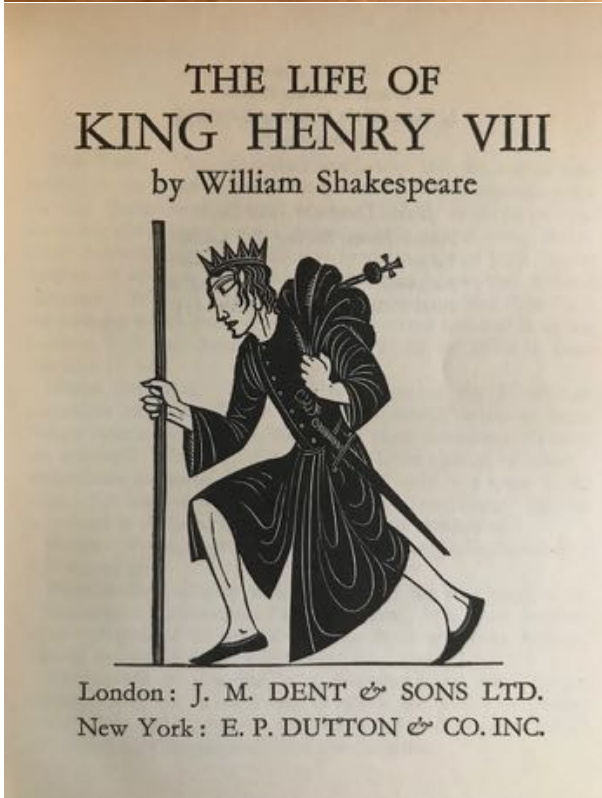 THE LIFE OF
KING HENRY VIII
by William Shakespeare
London: J. M. DENT & SONS LTD.
New York: E. P. DUTTON & CO. INC.